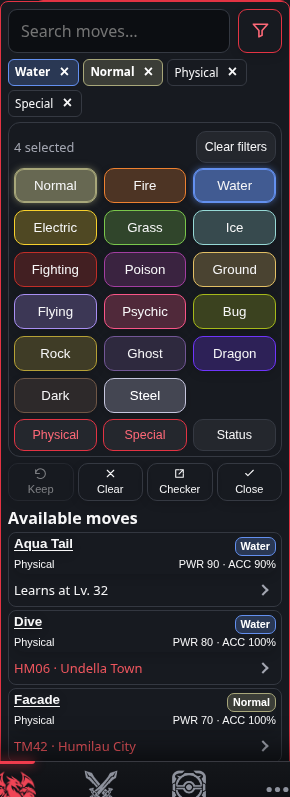 Search moves...
Water × Normal × Physical ×
Special ×
4 selected Clear filters
Normal Fire Water
Electric Grass Ice
Fighting Poison Ground
Flying Psychic Bug
Rock Ghost Dragon
Dark Steel
Physical Special Status
Keep Clear Checker Close
Available moves
Aqua Tail Water
Physical PWR 90 · ACC 90%
Learns at Lv. 32
Dive Water
Physical PWR 80 · ACC 100%
HM06 · Undella Town
Facade Normal
Physical PWR 70 · ACC 100%
TM42 · Humilau City